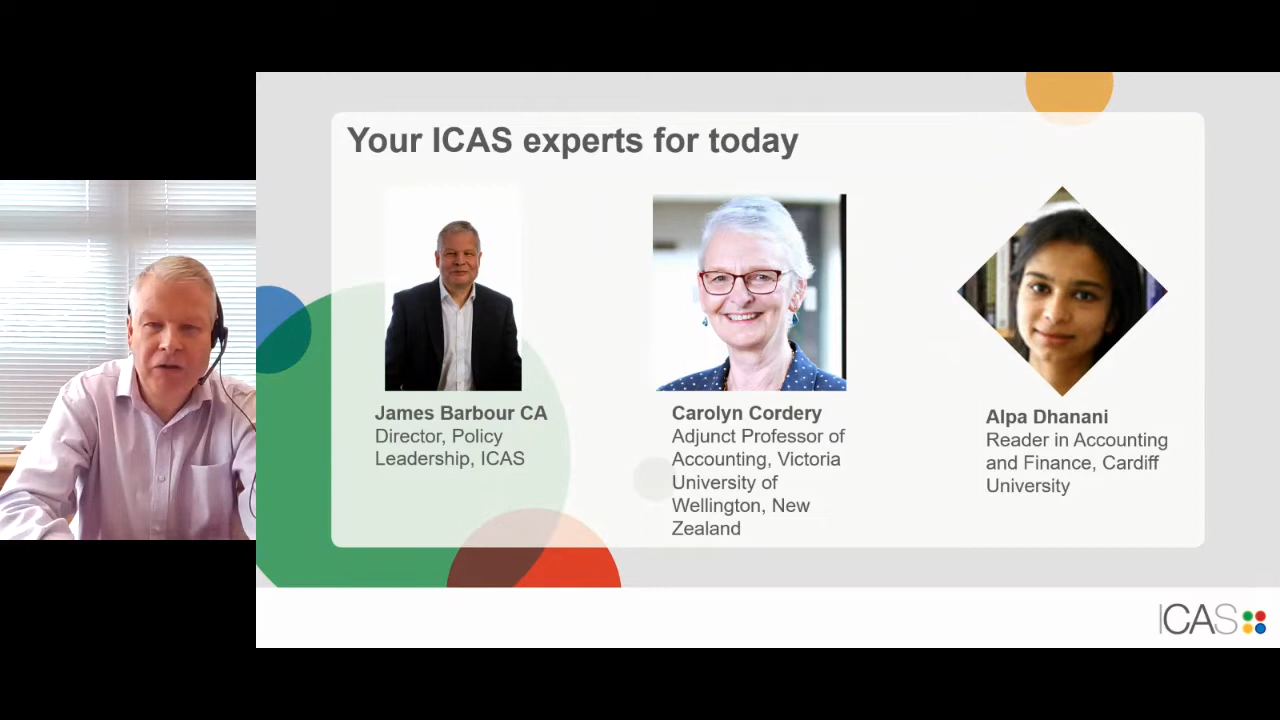 Your ICAS experts for today
James Barbour CA
Director, Policy
Leadership, ICAS
Carolyn Cordery
Adjunct Professor of
Accounting, Victoria
University of
Wellington, New
Zealand
Alpa Dhanani
Reader in Accounting
and Finance, Cardiff
University
ICAS